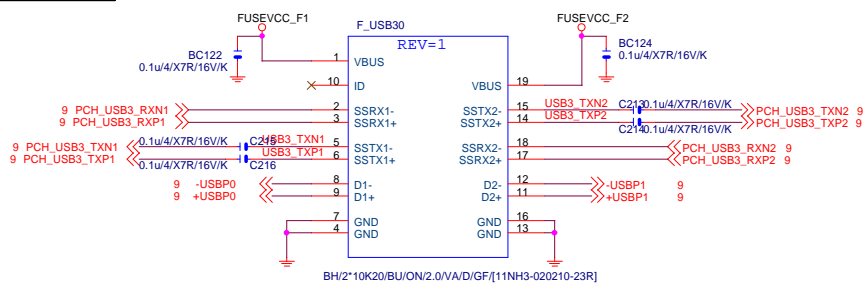 FUSEVCC_F1
F_USB30
FUSEVCC_F2
REV=1
BC122
0.1u/4/X7R/16V/K
BC124
0.1u/4/X7R/16V/K
1 VBUS
10 ID
VBUS 19
9 PCH_USB3_RXN1 2 SSRX1-
9 PCH_USB3_RXP1 3 SSRX1+
SSTX2- 15 USB3_TXN2 C213 0.1u/4/X7R/16V/K PCH_USB3_TXN2 9
SSTX2+ 14 USB3_TXP2 C214 0.1u/4/X7R/16V/K PCH_USB3_TXP2 9
9 PCH_USB3_TXN1 0.1u/4/X7R/16V/K C215 USB3_TXN1 5 SSTX1-
9 PCH_USB3_TXP1 0.1u/4/X7R/16V/K C216 USB3_TXP1 6 SSTX1+
SSRX2- 18 PCH_USB3_RXN2 9
SSRX2+ 17 PCH_USB3_RXP2 9
9 -USBP0 8 D1-
9 +USBP0 9 D1+
D2- 12 -USBP1 9
D2+ 11 +USBP1 9
7 GND
4 GND
GND 16
GND 13
BH/2*10K20/BU/ON/2.0/VA/D/GF/[11NH3-020210-23R]